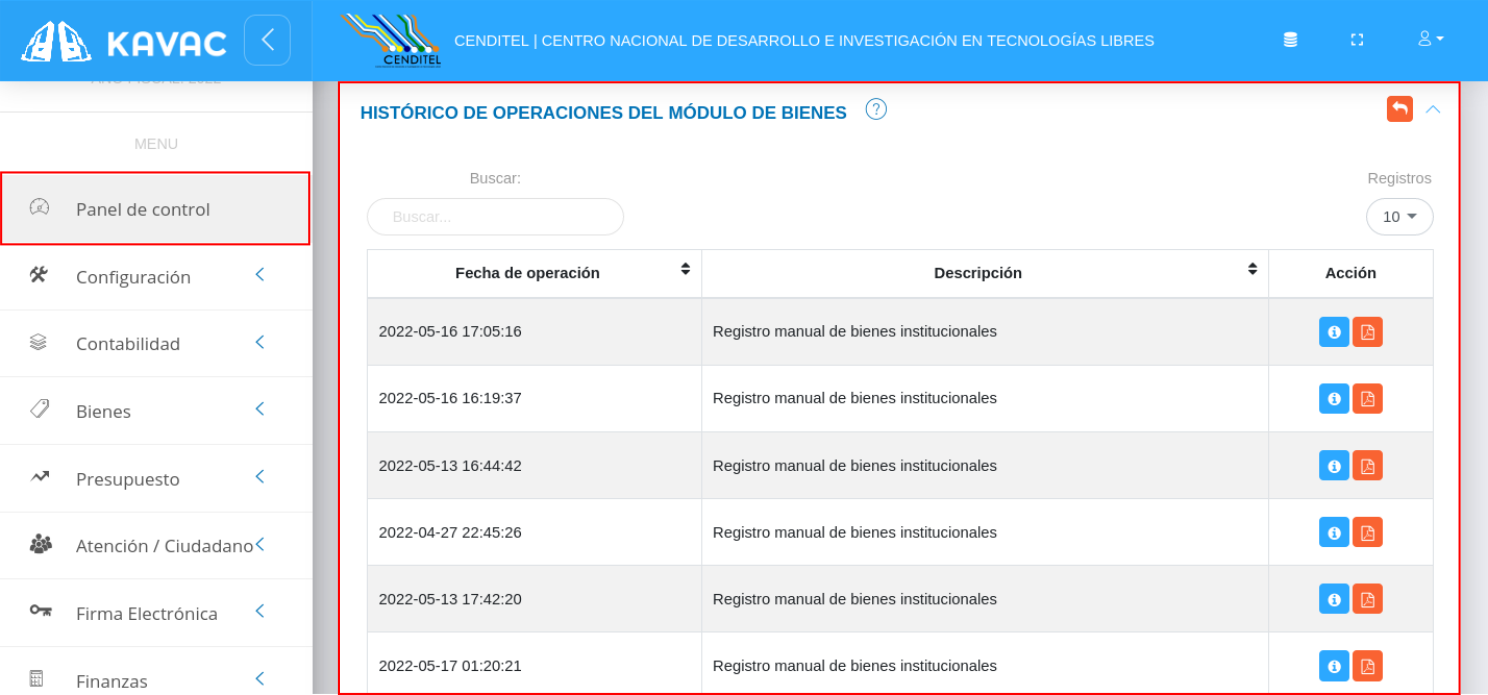 KAVAC
CENDITEL
CENDITEL | CENTRO NACIONAL DE DESARROLLO E INVESTIGACIÓN EN TECNOLOGÍAS LIBRES
MENU
Panel de control
Configuración
Contabilidad
Bienes
Presupuesto
Atención / Ciudadano
Firma Electrónica
Finanzas
HISTÓRICO DE OPERACIONES DEL MÓDULO DE BIENES ?
Buscar: Registros
Buscar... 10
Fecha de operación Descripción Acción
2022-05-16 17:05:16 Registro manual de bienes institucionales
2022-05-16 16:19:37 Registro manual de bienes institucionales
2022-05-13 16:44:42 Registro manual de bienes institucionales
2022-04-27 22:45:26 Registro manual de bienes institucionales
2022-05-13 17:42:20 Registro manual de bienes institucionales
2022-05-17 01:20:21 Registro manual de bienes institucionales